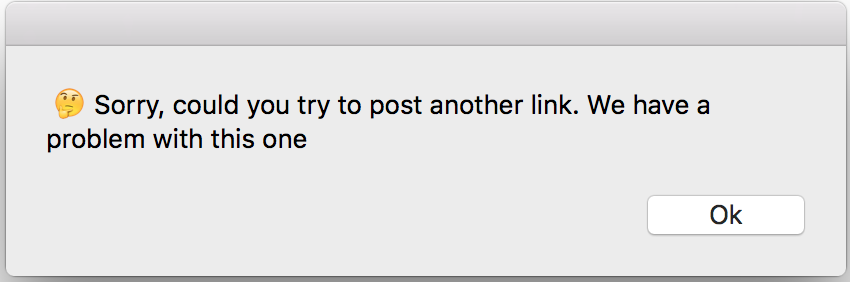 🤔 Sorry, could you try to post another link. We have a
problem with this one
Ok